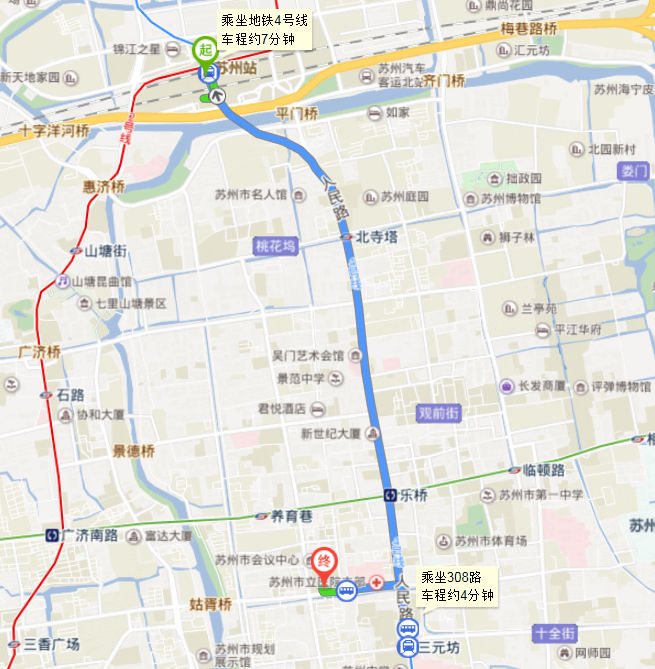 乘坐地铁4号线
车程约7分钟
鼎尚花园
梅巷路桥
锦江之星
汇元坊
起
苏州站
新天地家园
苏州汽车
客运北站
齐门桥
苏州海宁皮
平门桥
如家
十字洋河桥
号线
北园新村
娄门
惠济桥
拙政园
苏州市名人馆
人民路
苏州庭园
苏州博物馆
桃花坞
北寺塔
狮子林
山塘街
山塘昆曲馆
七里山塘景区
兰亭苑
平江华府
广济桥
吴门艺术会馆
景范中学
石路
长发商厦
评弹博物馆
协和大厦
君悦酒店
观前街
新世纪大厦
景德桥
临顿路
乐桥
苏州市第一中学
养育巷
苏州
广济南路
富达大厦
苏州市体育场
苏州市会议中心
终
苏州市立医院本部
乘坐308路
车程约4分钟
人民路
姑胥桥
三香广场
三元坊
十全街
苏州市规划
展示馆
网师园